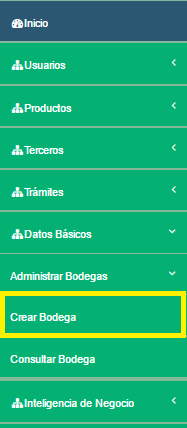 Inicio
Usuarios
Productos
Terceros
Trámites
Datos Básicos
Administrar Bodegas
Crear Bodega
Consultar Bodega
Inteligencia de Negocio